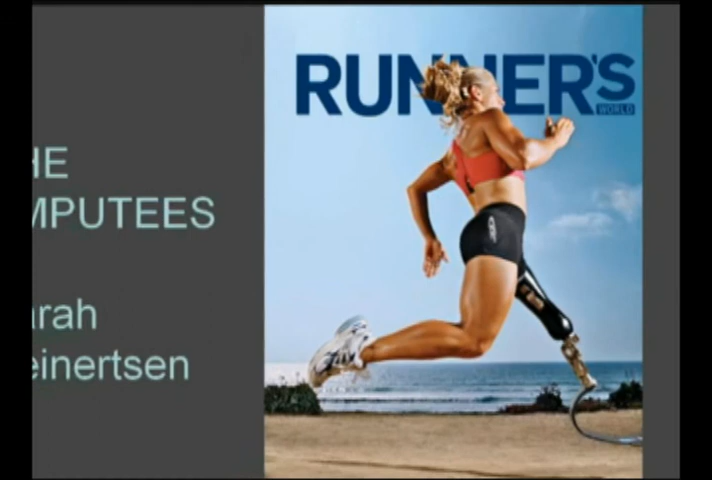 HE
MPUTEES
arah
einertsen
RUNNER'S
WORLD